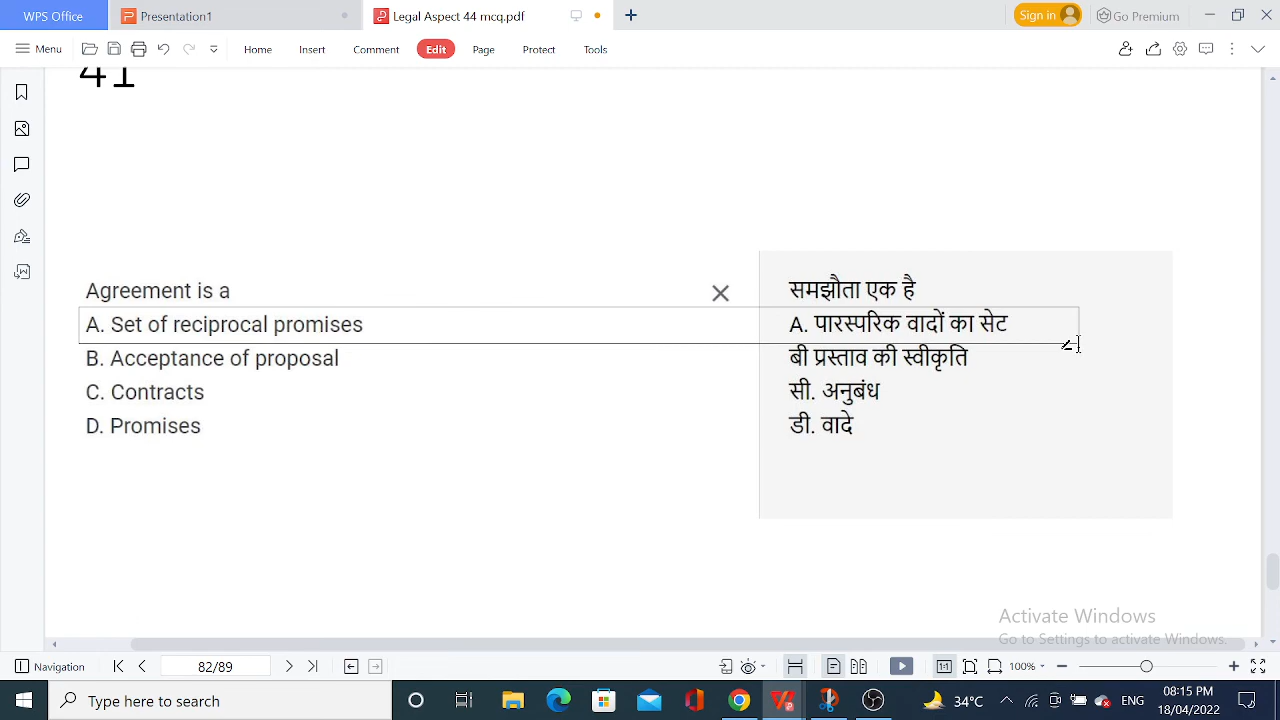 WPS Office Presentation1 Legal Aspect 44 mcq.pdf Sign in Go Premium
Menu Home Insert Comment Edit Page Protect Tools
41
Agreement is a
A. Set of reciprocal promises
B. Acceptance of proposal
C. Contracts
D. Promises
समझौता एक है
A. पारस्परिक वादों का सेट
बी प्रस्ताव की स्वीकृति
सी. अनुबंध
डी. वादे
Activate Windows
Go to Settings to activate Windows.
Navigation 82/89 1:1 100%
Type here to search 34°C ENG 08:15 PM
18/04/2022